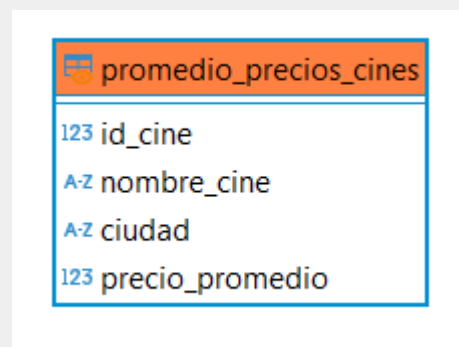 promedio_precios_cines
123 id_cine
A-Z nombre_cine
A-Z ciudad
123 precio_promedio